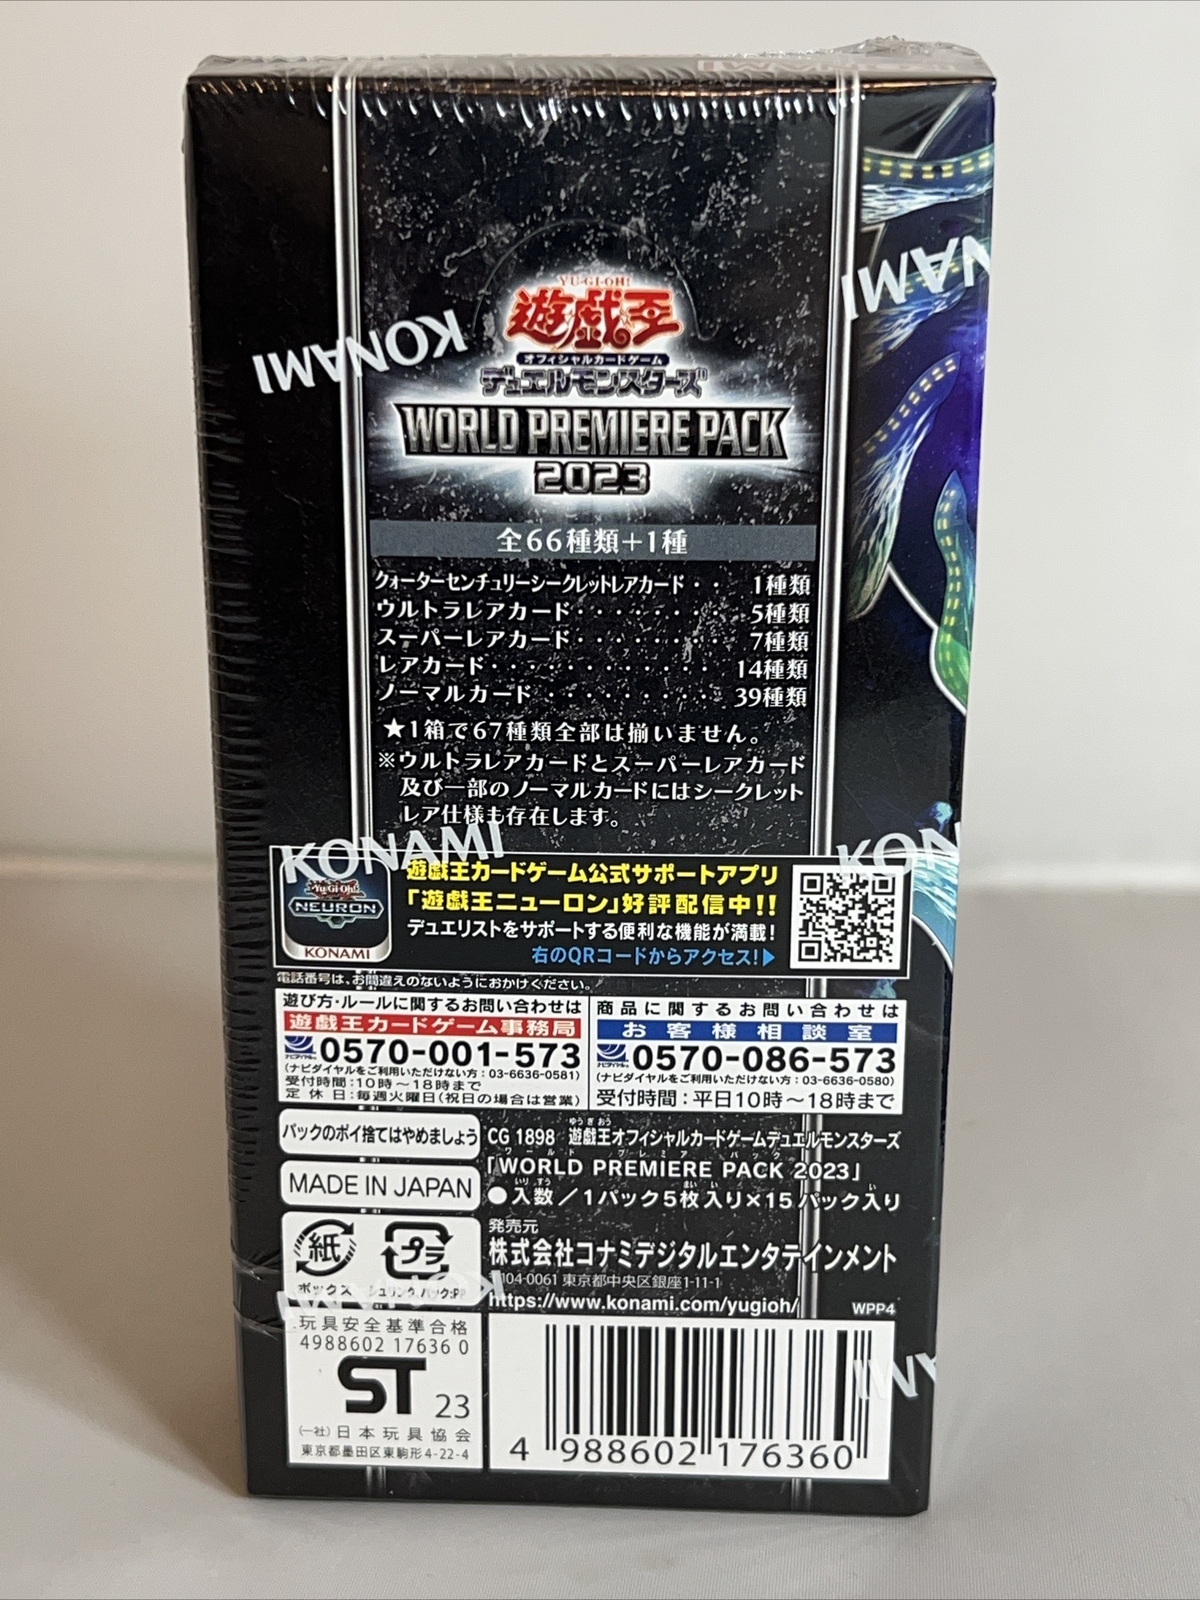 YU-GI-OH!
遊戯王
オフィシャルカードゲーム
デュエルモンスターズ
WORLD PREMIERE PACK
2023
全66種類+1種
クォーターセンチュリーシークレットレアカード・・ 1種類
ウルトラレアカード・・・・・・・ 5種類
スーパーレアカード・・・・・・・ 7種類
レアカード・・・・・・・・・・・・ 14種類
ノーマルカード・・・・・・・・・ 39種類
★1箱で67種類全部は揃いません。
※ウルトラレアカードとスーパーレアカード
及び一部のノーマルカードにはシークレット
レア仕様も存在します。
KONAMI
KONAMI
KONAMI
Yu-Gi-Oh!
NEURON
KONAMI
遊戯王カードゲーム公式サポートアプリ
「遊戯王ニューロン」好評配信中!!
デュエリストをサポートする便利な機能が満載!
右のQRコードからアクセス!▶
電話番号は、お間違えのないようにおかけください。
遊び方・ルールに関するお問い合わせは
遊戯王カードゲーム事務局
ナビダイヤル 0570-001-573
(ナビダイヤルをご利用いただけない方:03-6636-0581)
受付時間:10時～18時まで
定休日:毎週火曜日(祝日の場合は営業)
商品に関するお問い合わせは
お客様相談室
ナビダイヤル 0570-086-573
(ナビダイヤルをご利用いただけない方:03-6636-0580)
受付時間:平日10時～18時まで
パックのポイ捨てはやめましょう
MADE IN JAPAN
紙
プラ
ボックス
シュリンク,パック:PP
CG 1898 遊戯王オフィシャルカードゲームデュエルモンスターズ
「WORLD PREMIERE PACK 2023」
●入数/1パック5枚入り×15パック入り
発売元
株式会社コナミデジタルエンタテインメント
〒104-0061 東京都中央区銀座1-11-1
https://www.konami.com/yugioh/
WPP4
玩具安全基準合格
4988602 17636 0
ST 23
(一社)日本玩具協会
東京都墨田区東駒形4-22-4
4 988602 176360